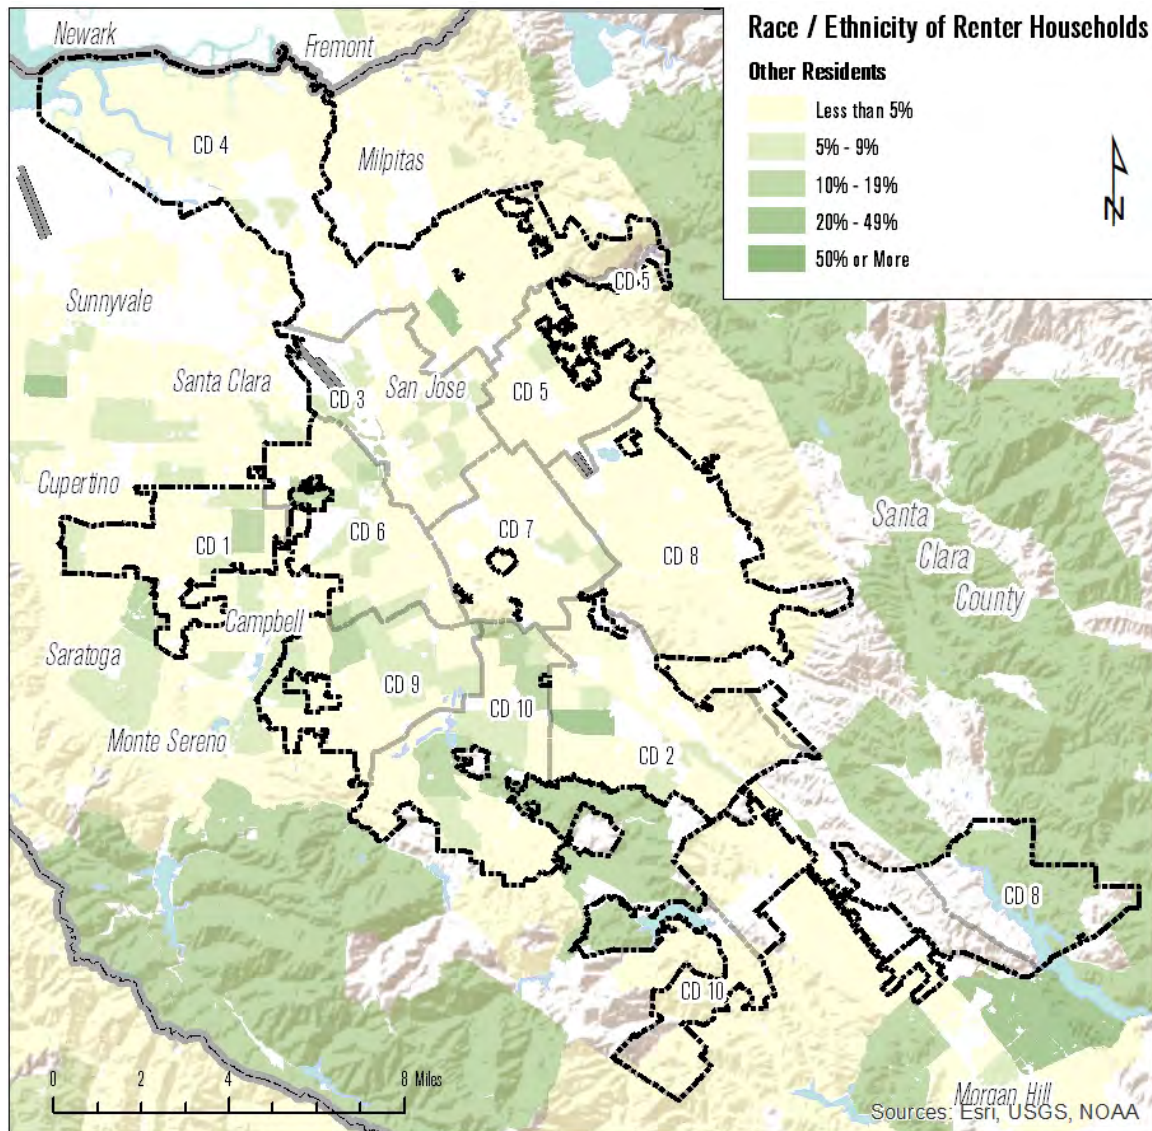 Race / Ethnicity of Renter Households
Other Residents
Less than 5%
5% - 9%
10% - 19%
20% - 49%
50% or More
N
Newark
Fremont
CD 4
Milpitas
CD 5
Sunnyvale
Santa Clara
CD 3
San Jose
CD 5
Cupertino
CD 1
CD 6
CD 7
CD 8
Santa
Clara
County
Campbell
Saratoga
CD 9
CD 10
Monte Sereno
CD 2
CD 8
CD 10
0 2 4 8 Miles
Morgan Hill
Sources: Esri, USGS, NOAA